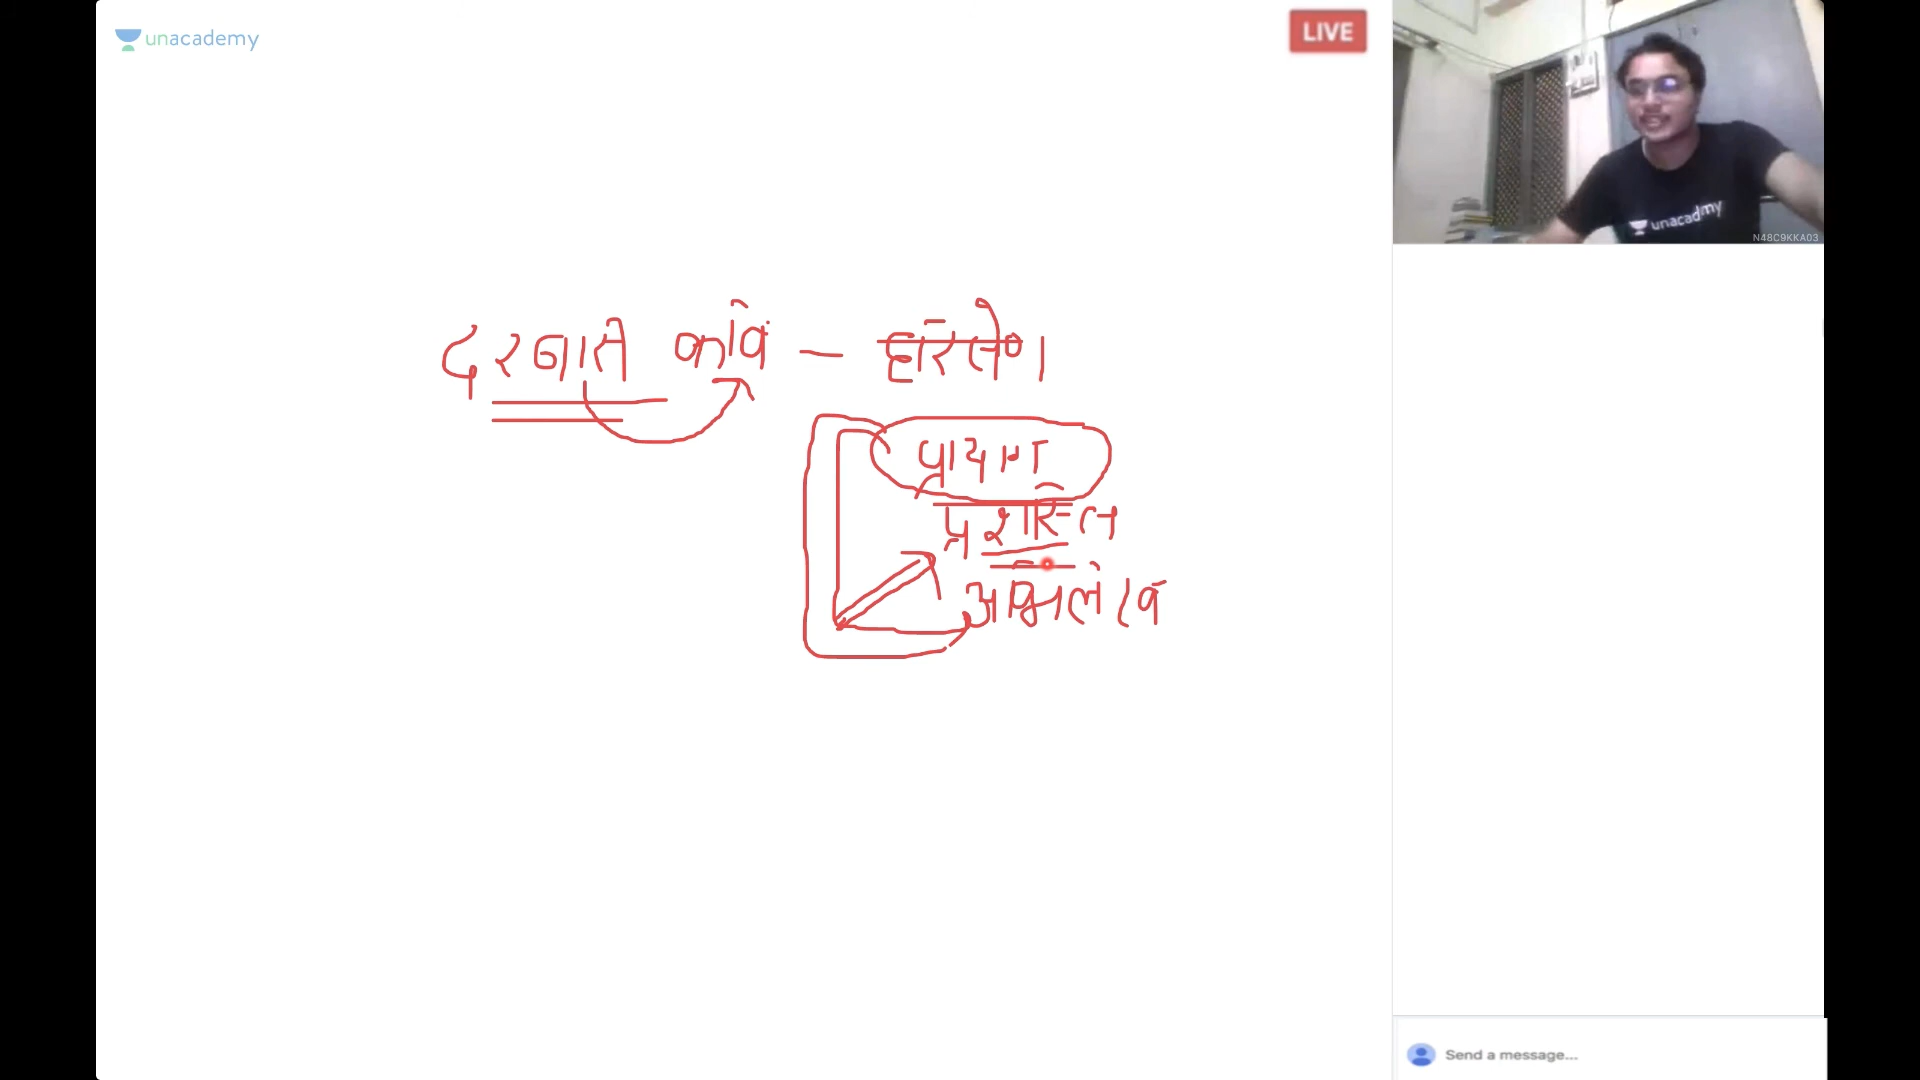 unacademy
LIVE
दरबारी कवि – हरिसेण
प्रयाग
प्रशस्ति
अभिलेख
unacademy
N48C9KKA03
Send a message...